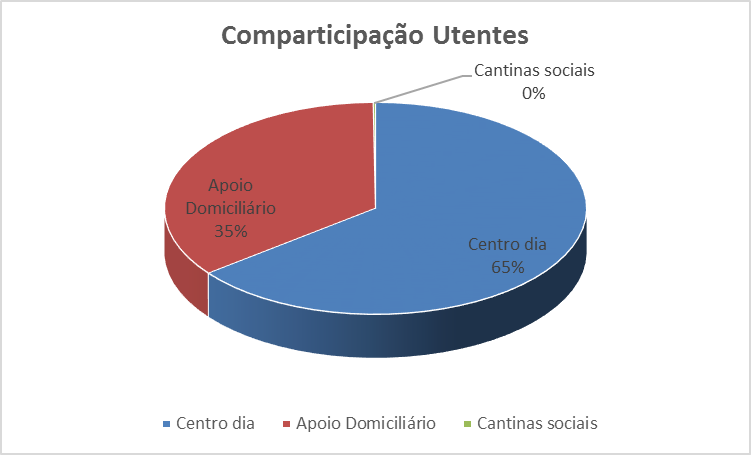 Comparticipação Utentes
Cantinas sociais
0%
Apoio
Domiciliário
35%
Centro dia
65%
Centro dia
Apoio Domiciliário
Cantinas sociais